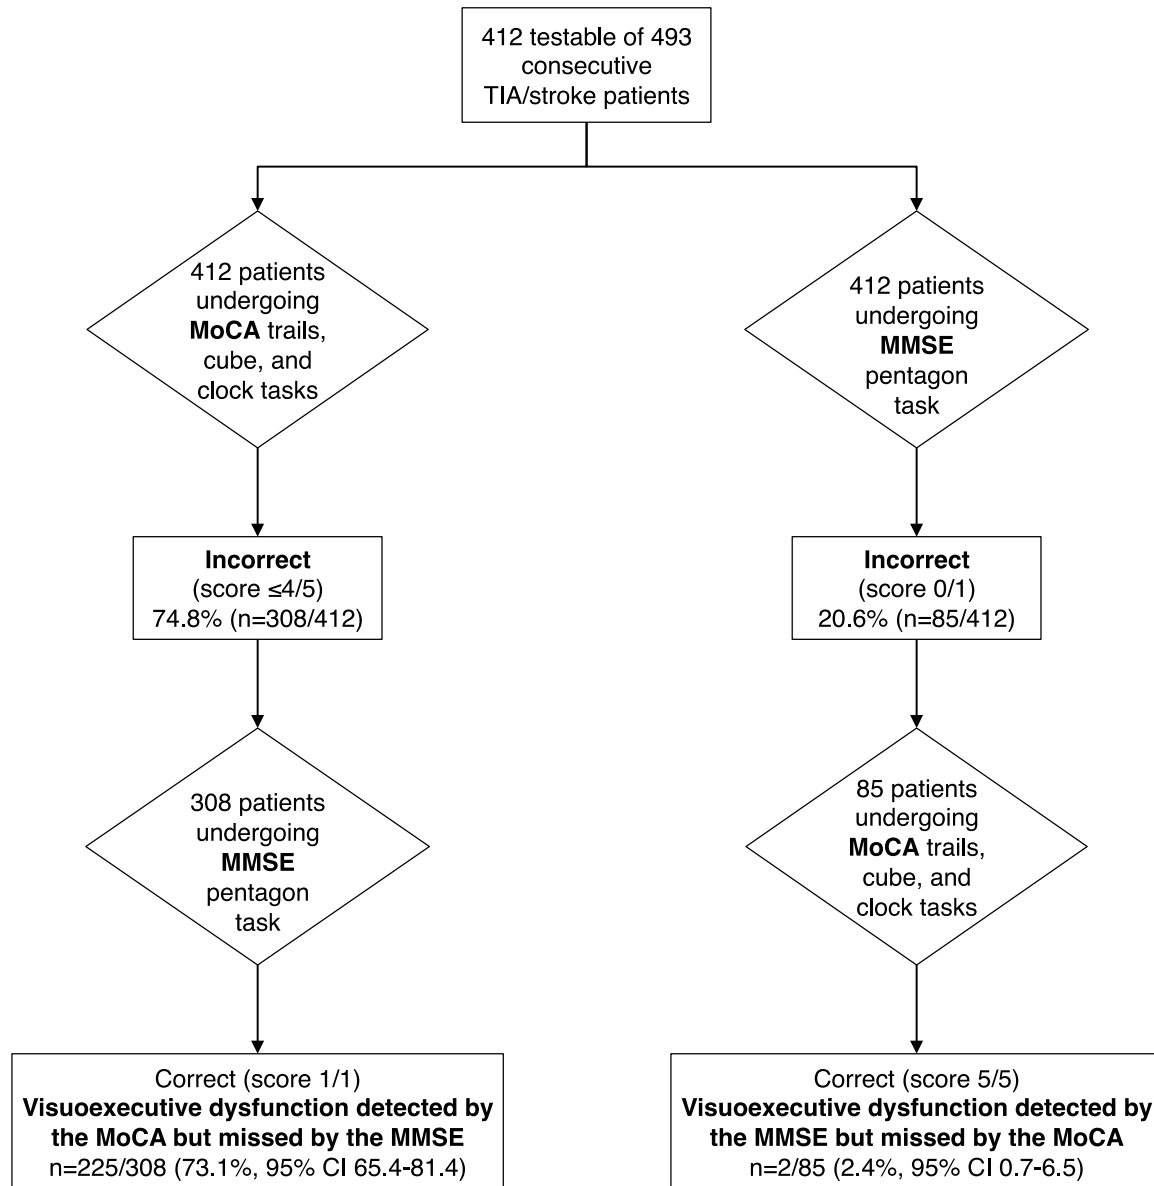 412 testable of 493
consecutive
TIA/stroke patients
412 patients
undergoing
MoCA trails,
cube, and
clock tasks
412 patients
undergoing
MMSE
pentagon
task
Incorrect
(score ≤4/5)
74.8% (n=308/412)
Incorrect
(score 0/1)
20.6% (n=85/412)
308 patients
undergoing
MMSE
pentagon
task
85 patients
undergoing
MoCA trails,
cube, and
clock tasks
Correct (score 1/1)
Visuoexecutive dysfunction detected by
the MoCA but missed by the MMSE
n=225/308 (73.1%, 95% CI 65.4-81.4)
Correct (score 5/5)
Visuoexecutive dysfunction detected by
the MMSE but missed by the MoCA
n=2/85 (2.4%, 95% CI 0.7-6.5)